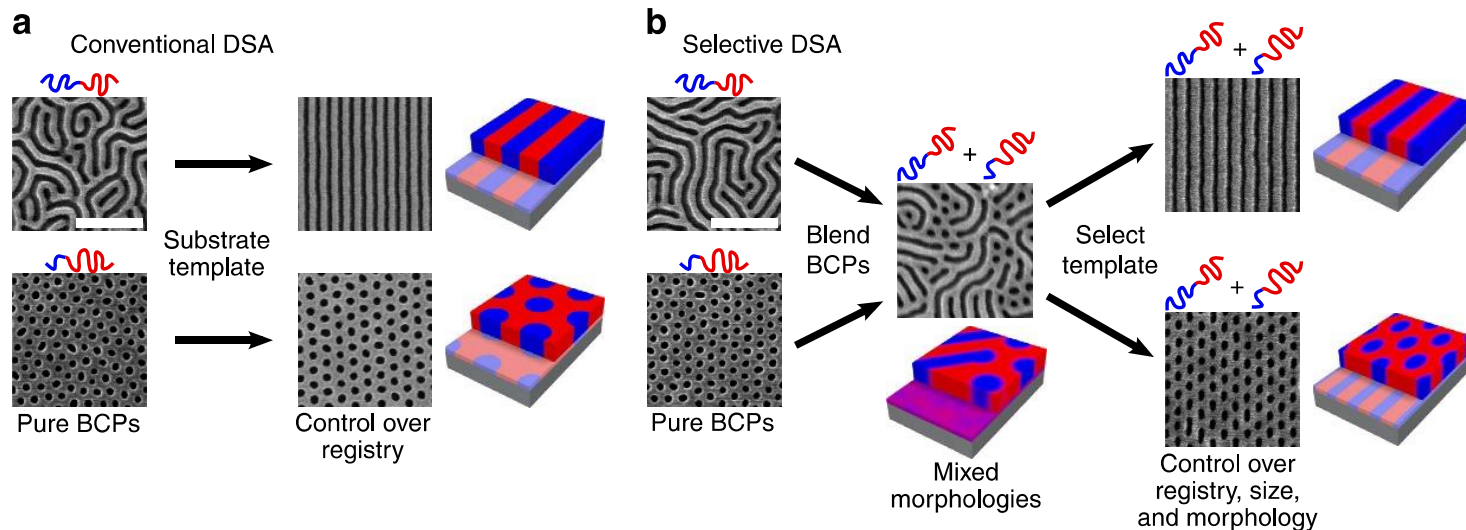 a
Conventional DSA
Substrate
template
Pure BCPs
Control over
registry
b
Selective DSA
Pure BCPs
Blend
BCPs
+
Mixed
morphologies
Select
template
+
+
Control over
registry, size,
and morphology